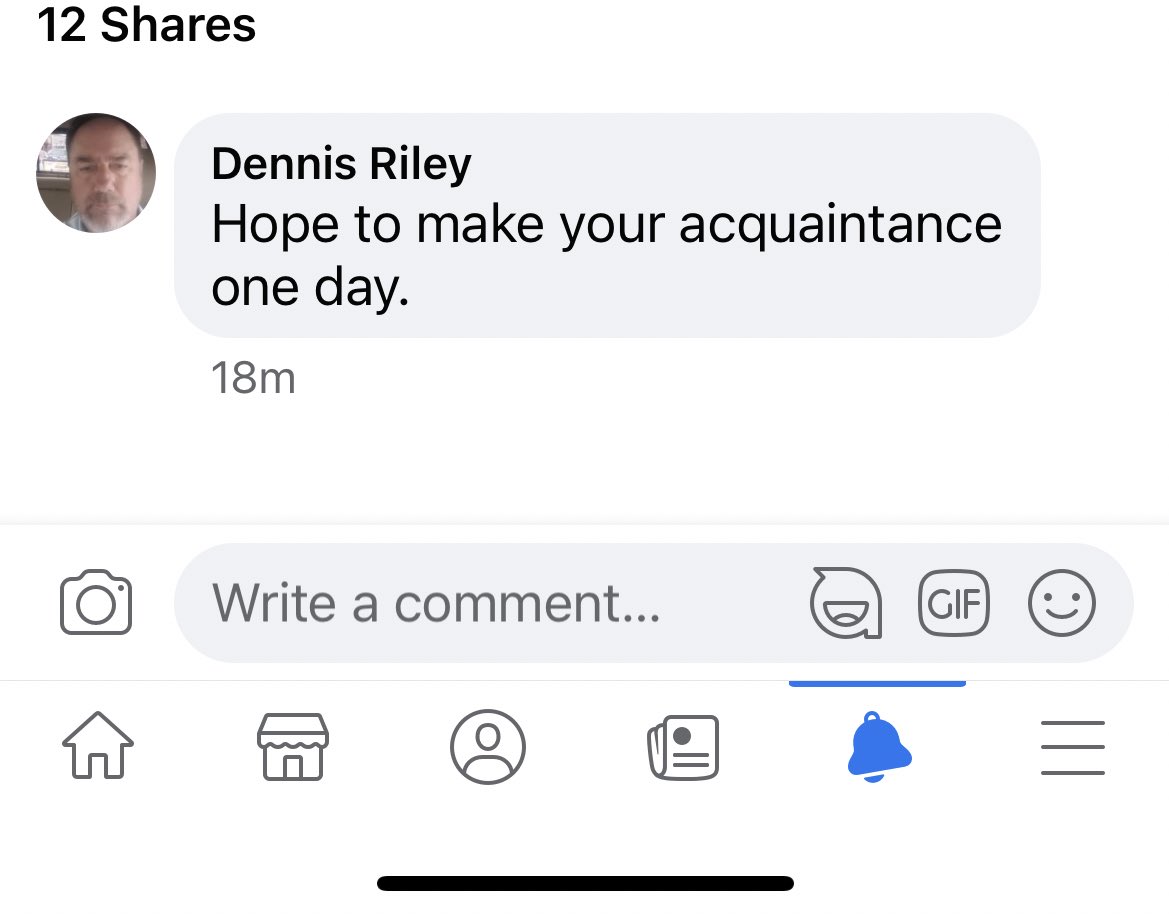 12 Shares
Dennis Riley
Hope to make your acquaintance
one day.
18m
Write a comment...
GIF